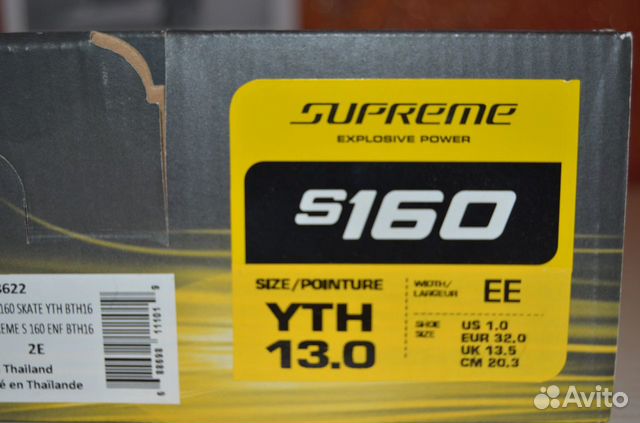 SUPREME
EXPLOSIVE POWER
S160
SIZE/POINTURE
YTH
13.0
WIDTH/
LARGEUR
EE
SHOE
SIZE
US 1.0
EUR 32.0
UK 13.5
CM 20.3
3622
160 SKATE YTH BTH16
REME S 160 ENF BTH16
2E
Thailand
é en Thaïlande
Avito